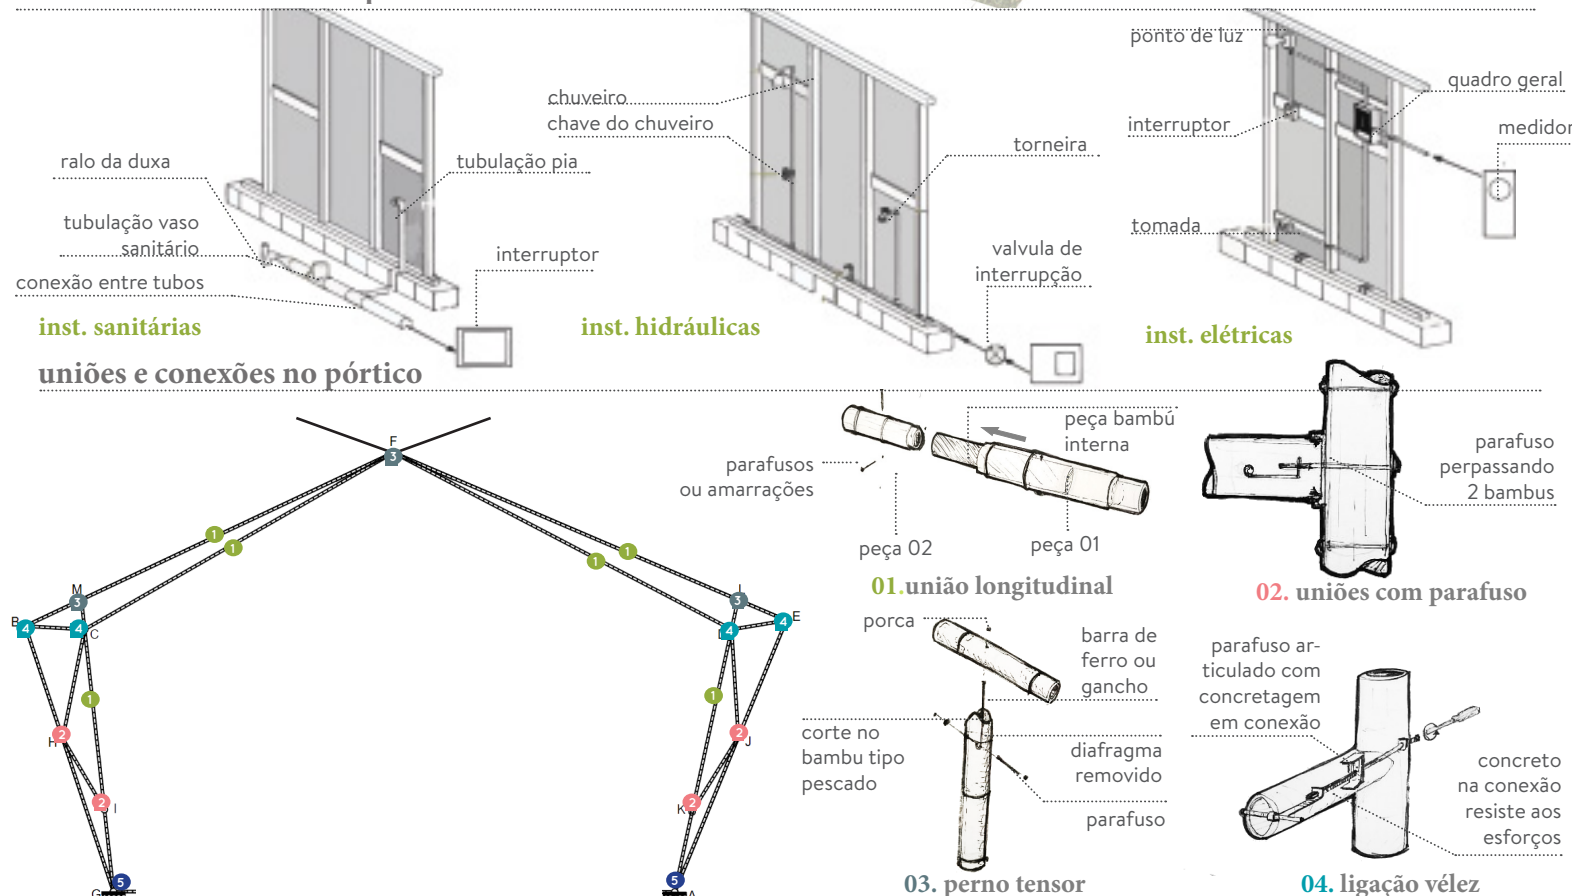 ralo da duxa
tubulação vaso
sanitário
conexão entre tubos
tubulação pia
interruptor
inst. sanitárias
chuveiro
chave do chuveiro
torneira
valvula de
interrupção
inst. hidráulicas
ponto de luz
interruptor
tomada
quadro geral
medidor
inst. elétricas
uniões e conexões no pórtico
F
3
1
1
1
1
M
3
B
4
4
C
1
H
2
2
I
G
5
I
3
E
4
D
4
1
2
J
K
2
5
A
parafusos
ou amarrações
peça bambú
interna
peça 02
peça 01
01.união longitudinal
parafuso
perpassando
2 bambus
02. uniões com parafuso
porca
barra de
ferro ou
gancho
corte no
bambu tipo
pescado
diafragma
removido
parafuso
03. perno tensor
parafuso ar-
ticulado com
concretagem
em conexão
concreto
na conexão
resiste aos
esforços
04. ligação vélez